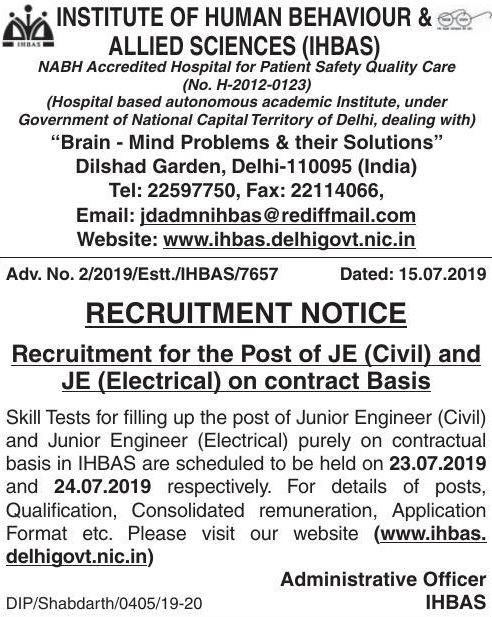 INSTITUTE OF HUMAN BEHAVIOUR &
ALLIED SCIENCES (IHBAS)
IHBAS
NABH Accredited Hospital for Patient Safety Quality Care
(No. H-2012-0123)
(Hospital based autonomous academic Institute, under
Government of National Capital Territory of Delhi, dealing with)
“Brain - Mind Problems & their Solutions”
Dilshad Garden, Delhi-110095 (India)
Tel: 22597750, Fax: 22114066,
Email: jdadmnihbas@rediffmail.com
Website: www.ihbas.delhigovt.nic.in
Adv. No. 2/2019/Estt./IHBAS/7657 Dated: 15.07.2019
RECRUITMENT NOTICE
Recruitment for the Post of JE (Civil) and
JE (Electrical) on contract Basis
Skill Tests for filling up the post of Junior Engineer (Civil)
and Junior Engineer (Electrical) purely on contractual
basis in IHBAS are scheduled to be held on 23.07.2019
and 24.07.2019 respectively. For details of posts,
Qualification, Consolidated remuneration, Application
Format etc. Please visit our website (www.ihbas.
delhigovt.nic.in)
Administrative Officer
DIP/Shabdarth/0405/19-20 IHBAS